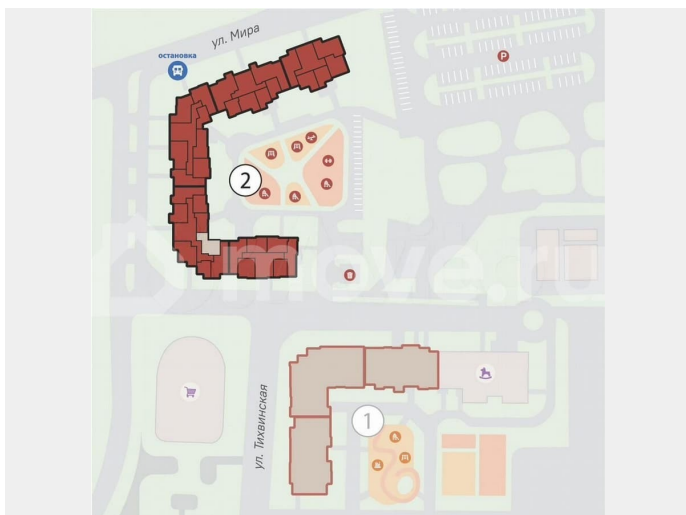 ул. Мира
остановка
P
2
move.ru
1
ул. Тихвинская